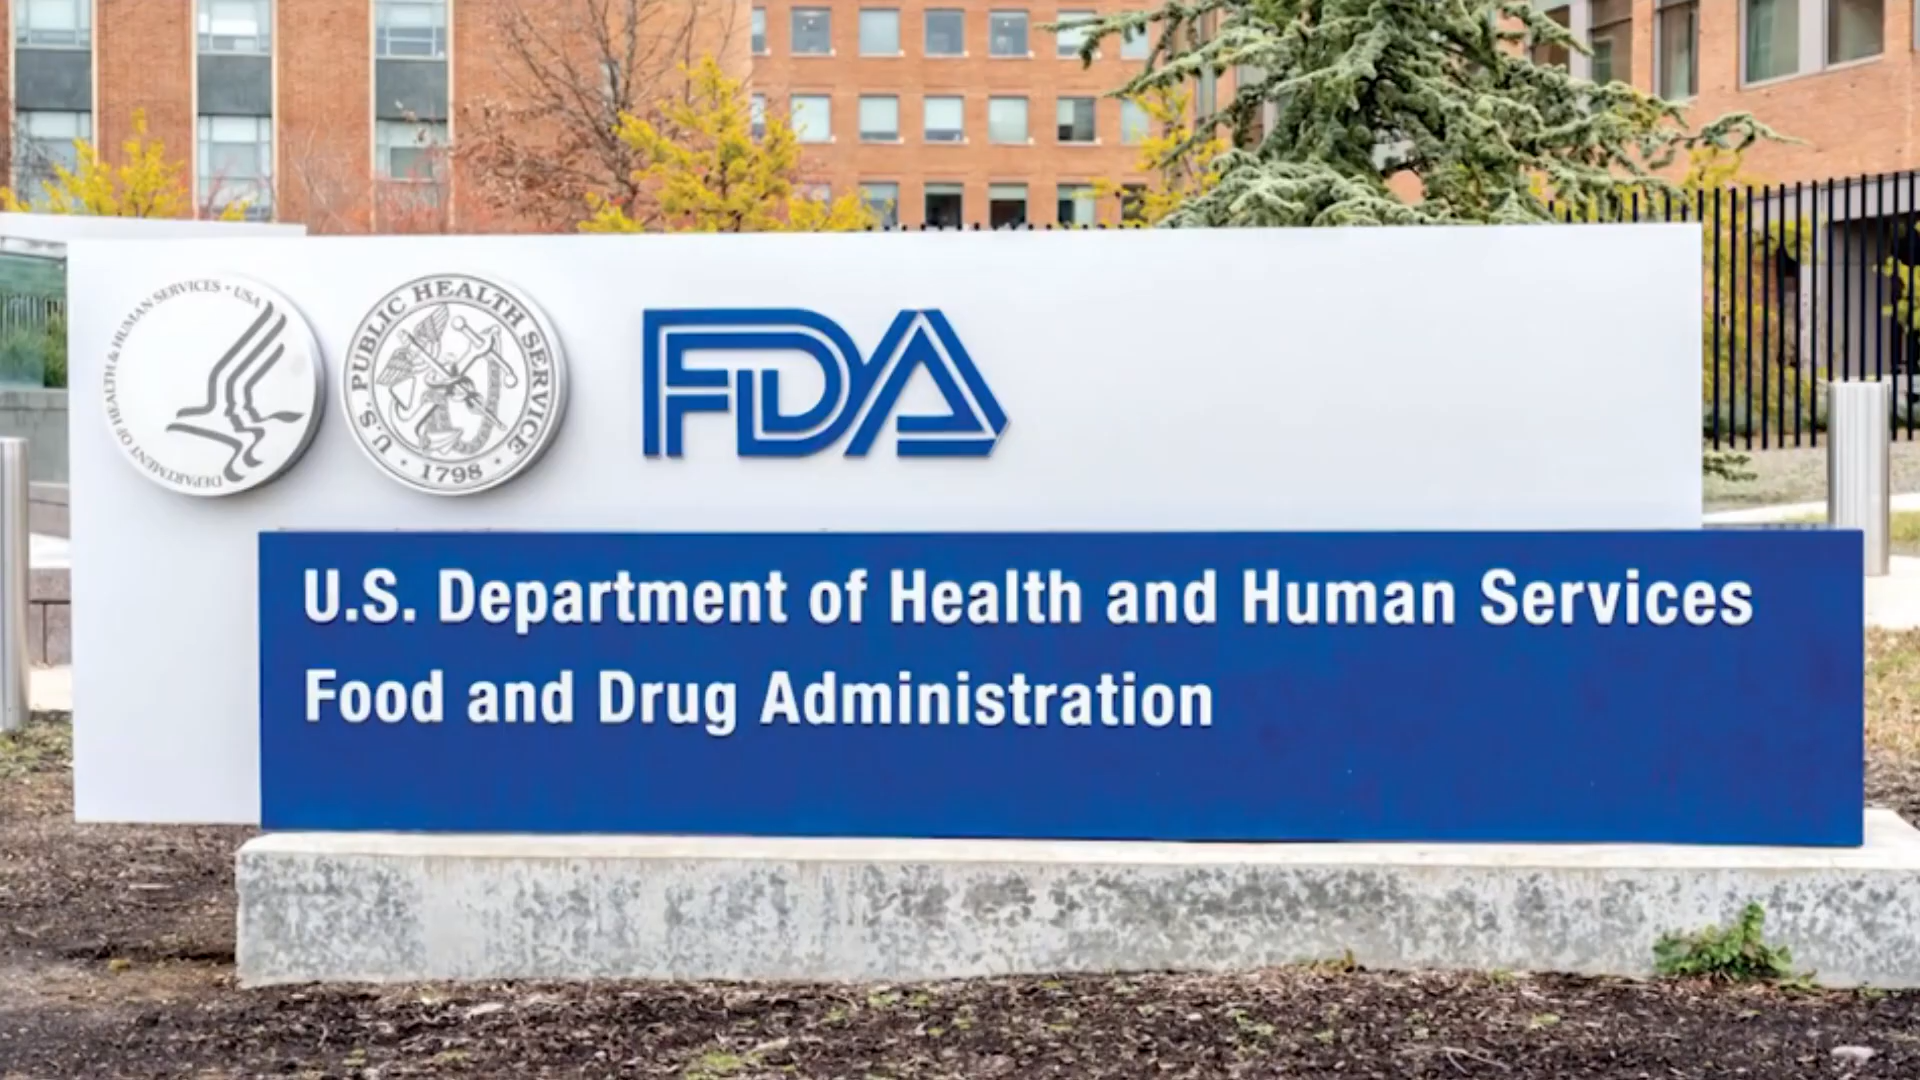 DEPARTMENT OF HEALTH & HUMAN SERVICES • USA
U.S. PUBLIC HEALTH SERVICE
• 1798 •
FDA
U.S. Department of Health and Human Services
Food and Drug Administration